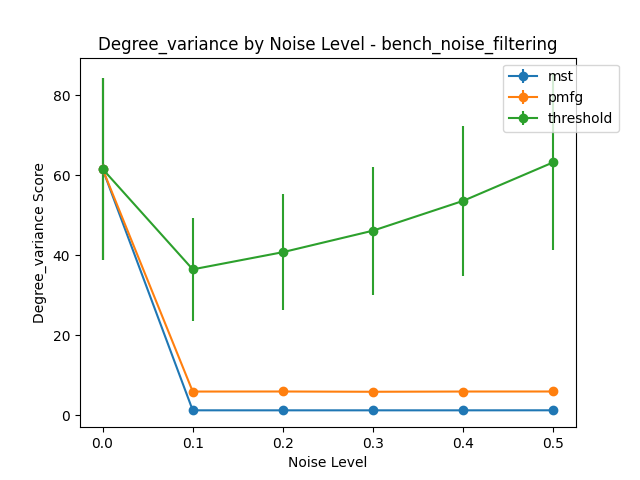 Degree_variance by Noise Level - bench_noise_filtering
mst
pmfg
threshold
Degree_variance Score
80
60
40
20
0
0.0 0.1 0.2 0.3 0.4 0.5
Noise Level